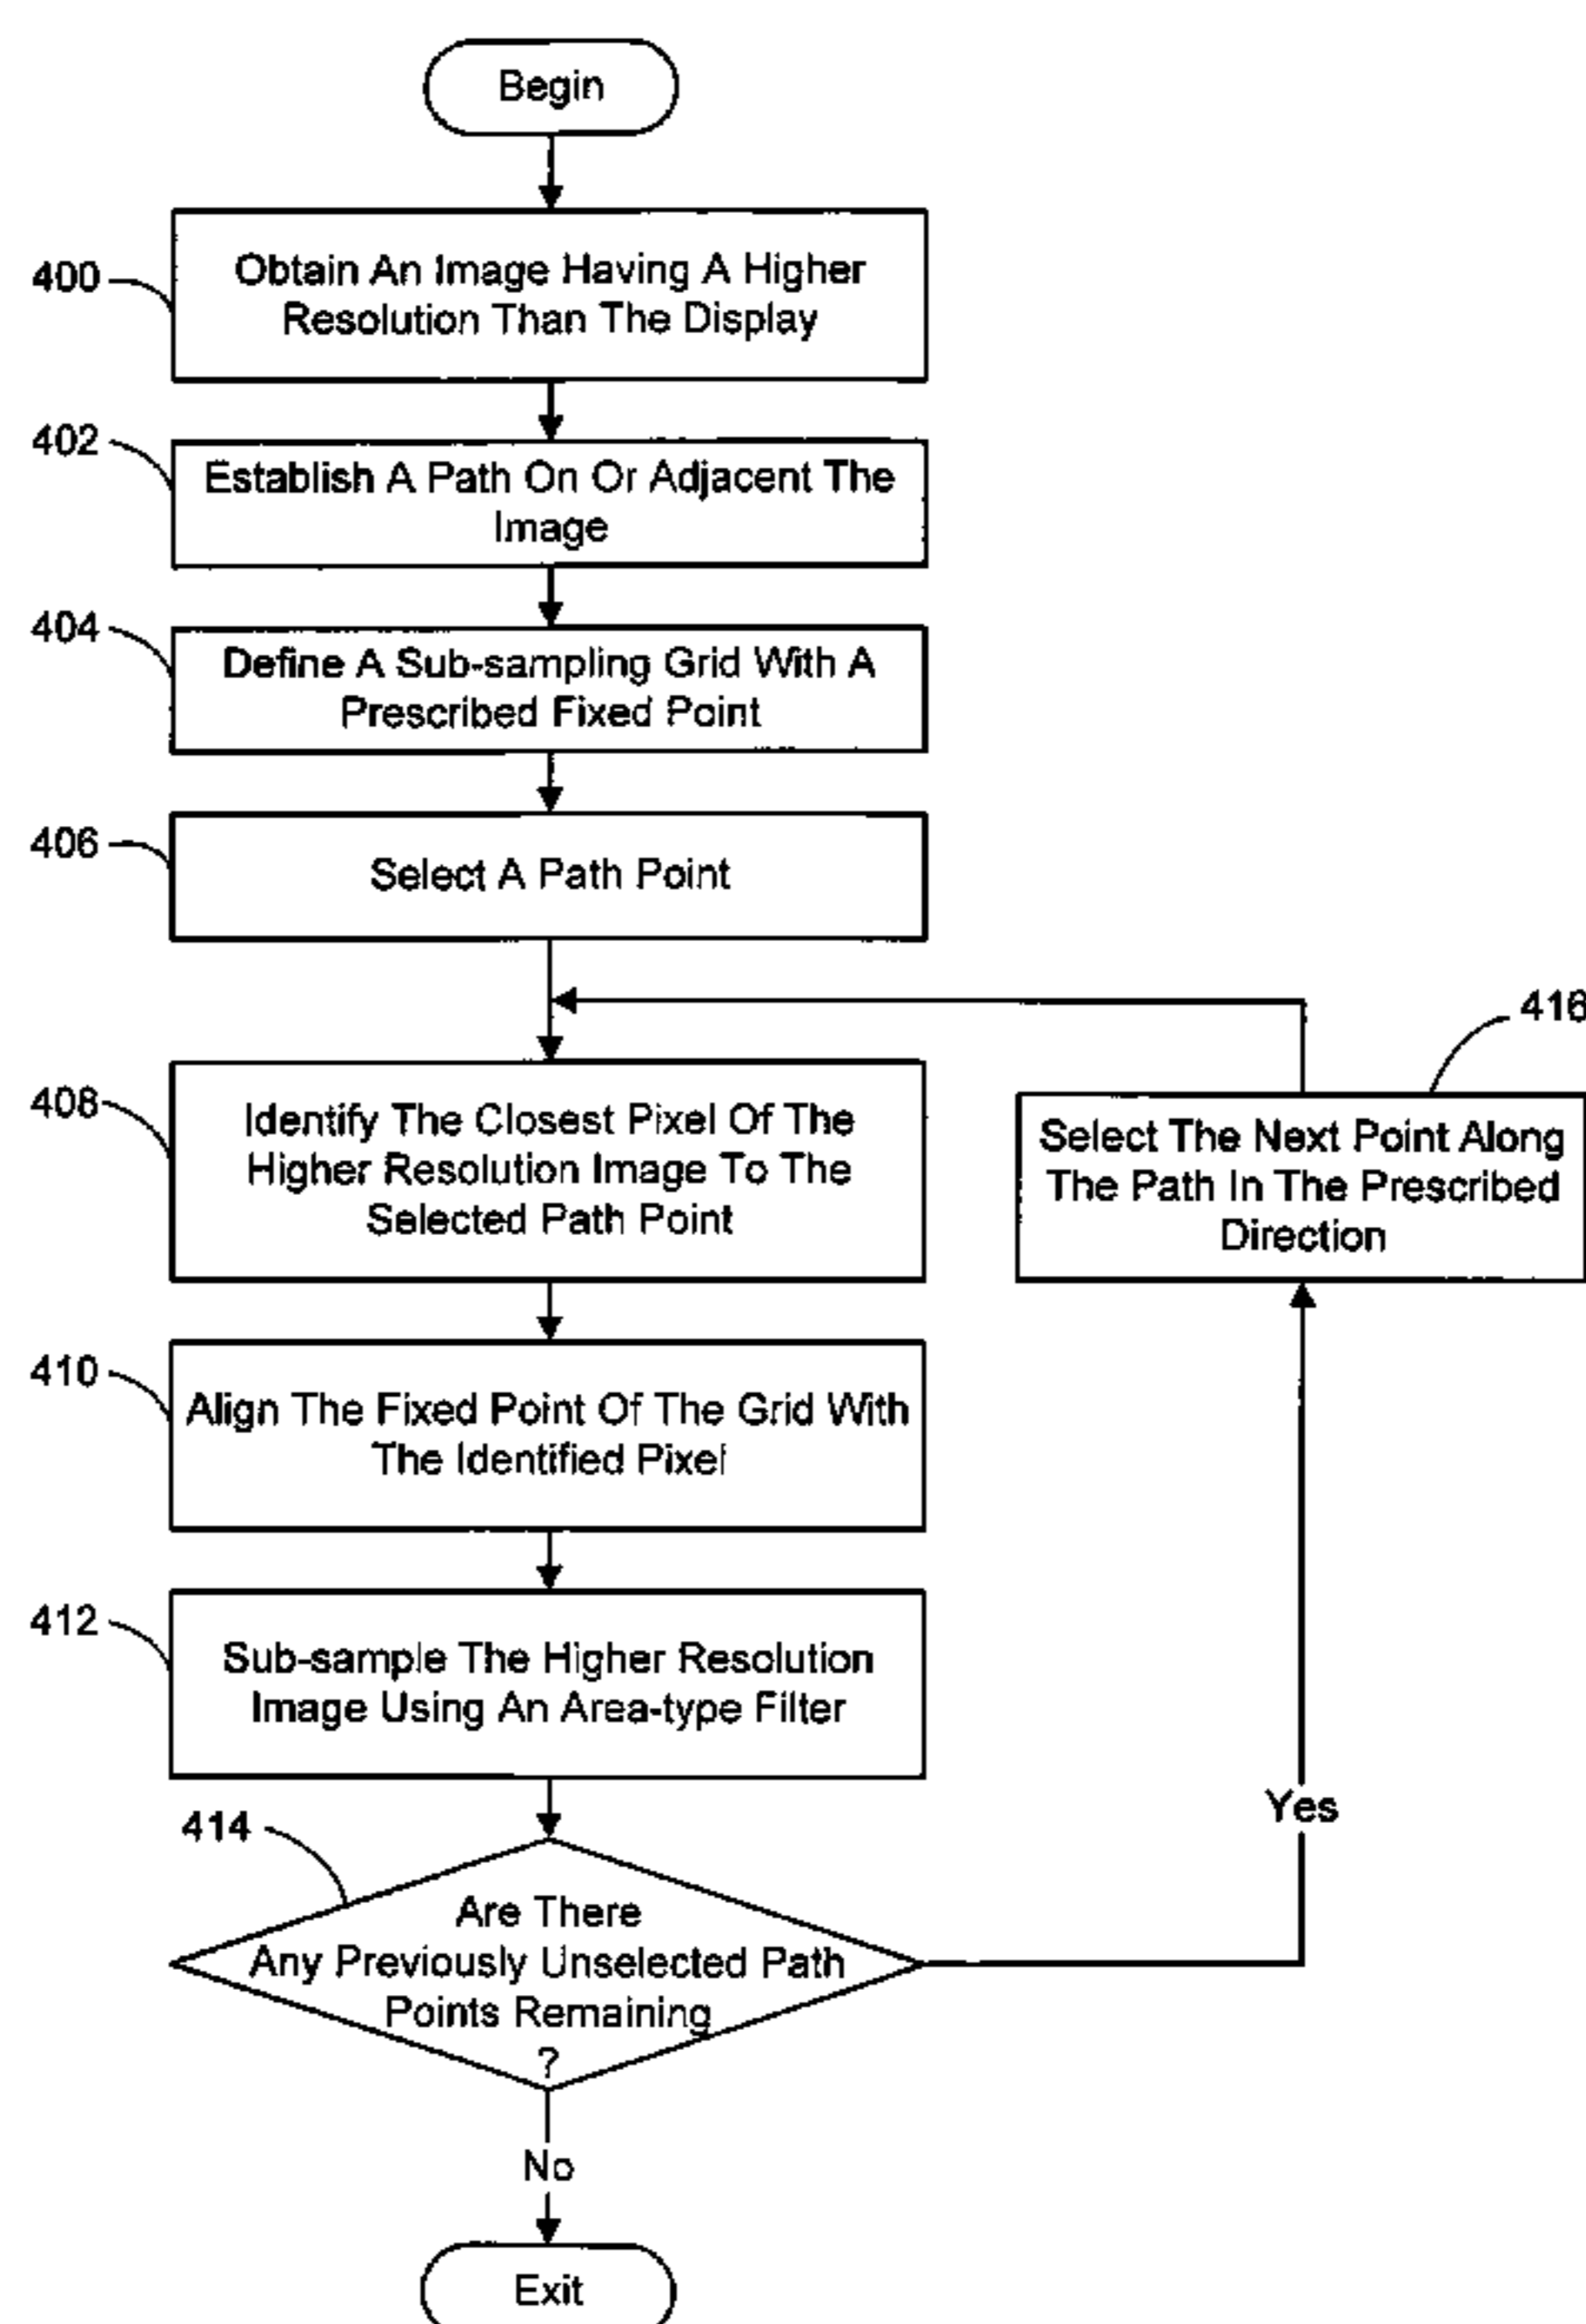 Begin
400
Obtain An Image Having A Higher
Resolution Than The Display
402
Establish A Path On Or Adjacent The
Image
404
Define A Sub-sampling Grid With A
Prescribed Fixed Point
406
Select A Path Point
416
408
Identify The Closest Pixel Of The
Higher Resolution Image To The
Selected Path Point
Select The Next Point Along
The Path In The Prescribed
Direction
410
Align The Fixed Point Of The Grid With
The Identified Pixel
412
Sub-sample The Higher Resolution
Image Using An Area-type Filter
Yes
414
Are There
Any Previously Unselected Path
Points Remaining
?
No
Exit